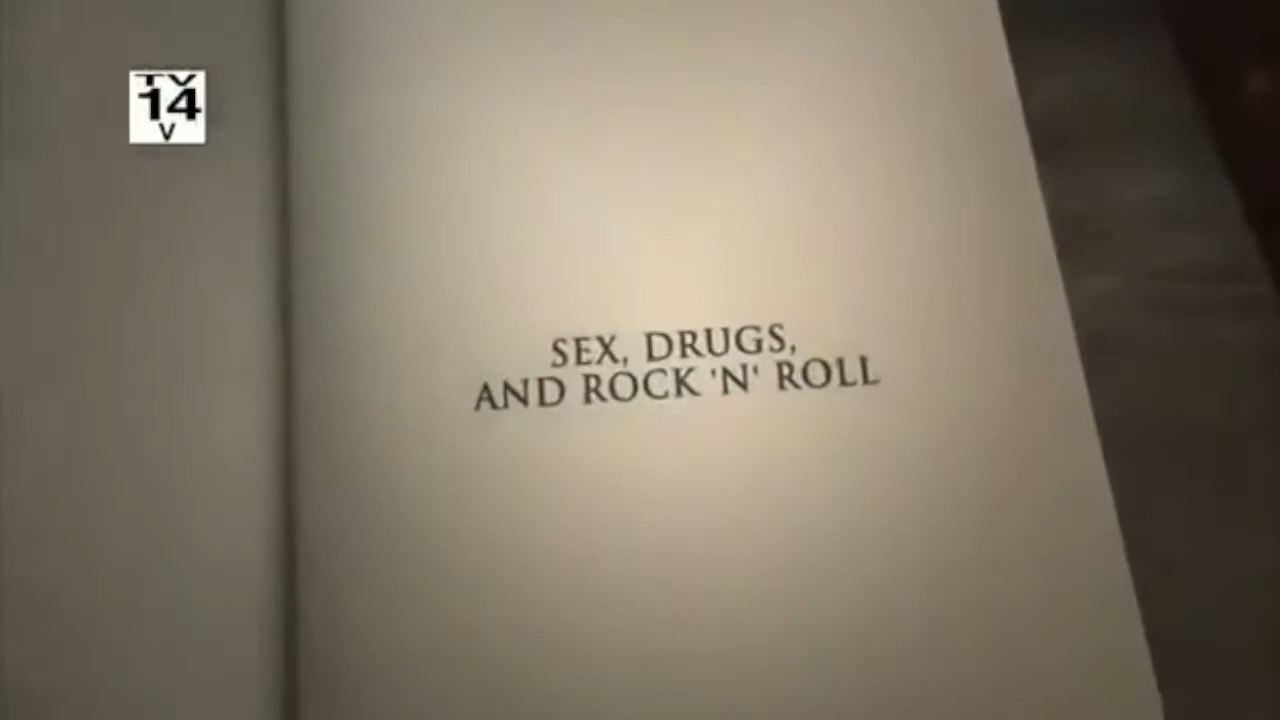 TV
14
V
SEX, DRUGS,
AND ROCK 'N' ROLL